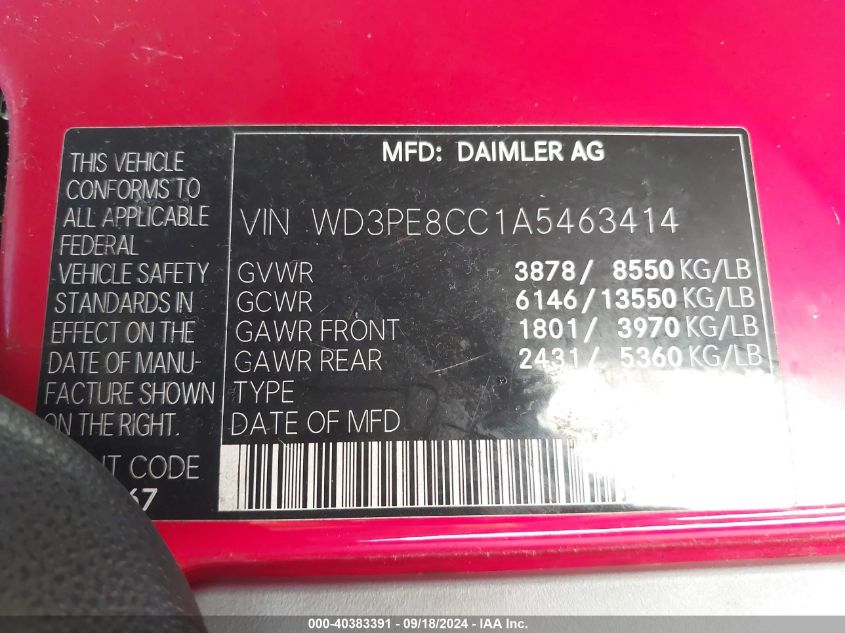 MFD: DAIMLER AG
THIS VEHICLE
CONFORMS TO
ALL APPLICABLE
FEDERAL
VEHICLE SAFETY
STANDARDS IN
EFFECT ON THE
DATE OF MANU-
FACTURE SHOWN
ON THE RIGHT.
VIN WD3PE8CC1A5463414
GVWR 3878/ 8550 KG/LB
GCWR 6146/13550 KG/LB
GAWR FRONT 1801/ 3970 KG/LB
GAWR REAR 2431/ 5360 KG/LB
TYPE
DATE OF MFD
CODE
67
000-40383391 - 09/18/2024 - IAA Inc.